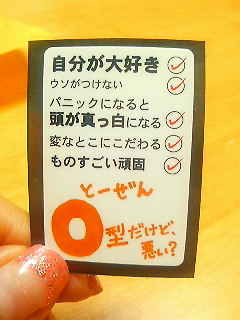 自分が大好き
ウソがつけない
パニックになると
頭が真っ白になる
変なとこにこだわる
ものすごい頑固
とーぜん
O型だけど、
悪い?